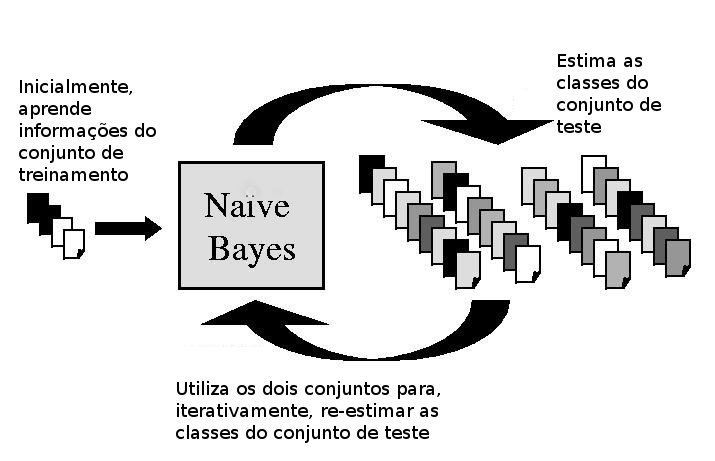 Inicialmente,
aprende
informações do
conjunto de
treinamento
Estima as
classes do
conjunto de
teste
Naïve
Bayes
Utiliza os dois conjuntos para,
iterativamente, re-estimar as
classes do conjunto de teste